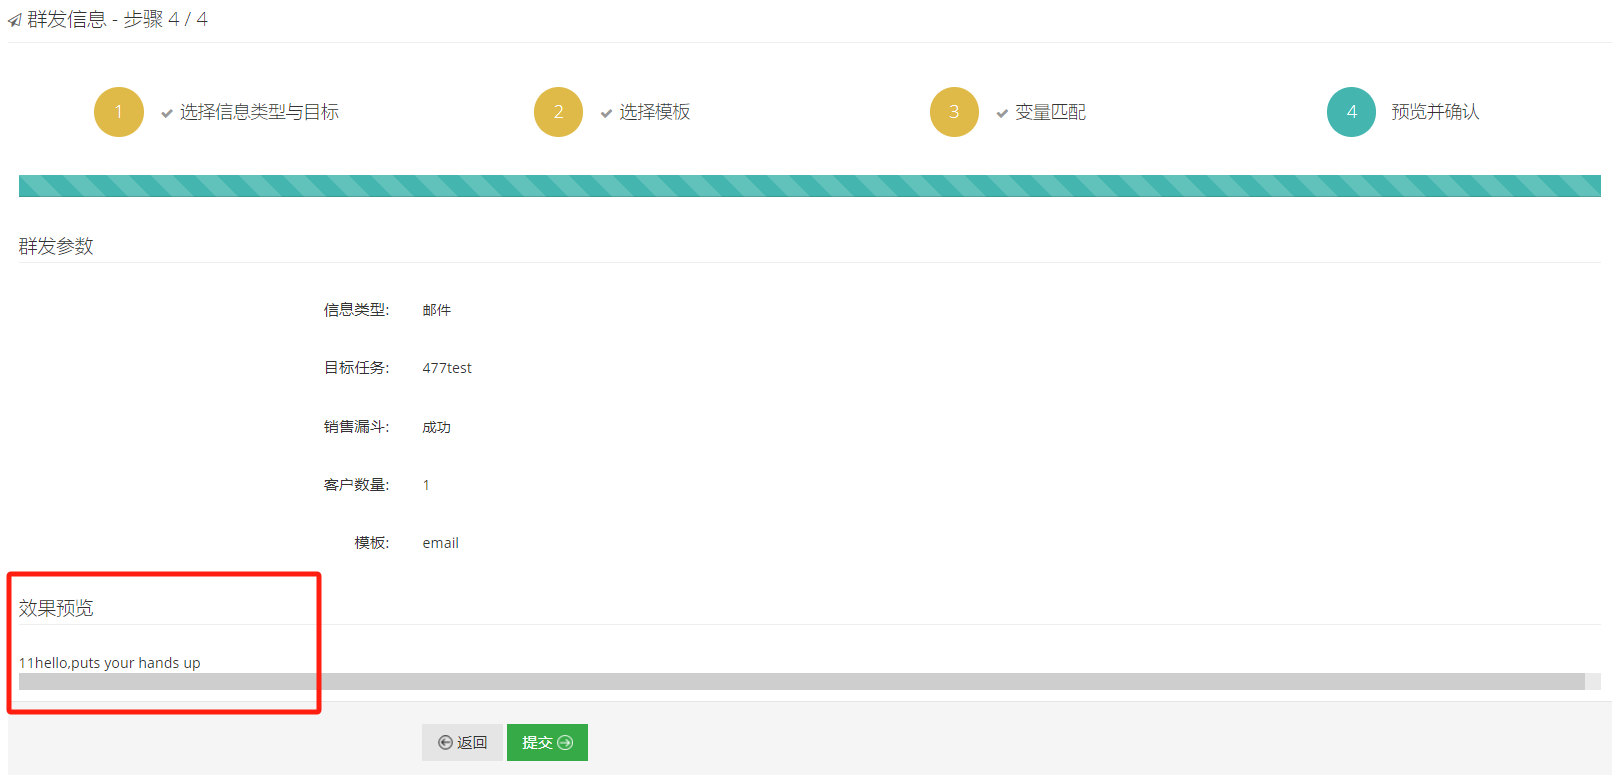 群发信息 - 步骤 4 / 4
1 选择信息类型与目标
2 选择模板
3 变量匹配
4 预览并确认
群发参数
信息类型: 邮件
目标任务: 477test
销售漏斗: 成功
客户数量: 1
模板: email
效果预览
11hello,puts your hands up
返回 提交